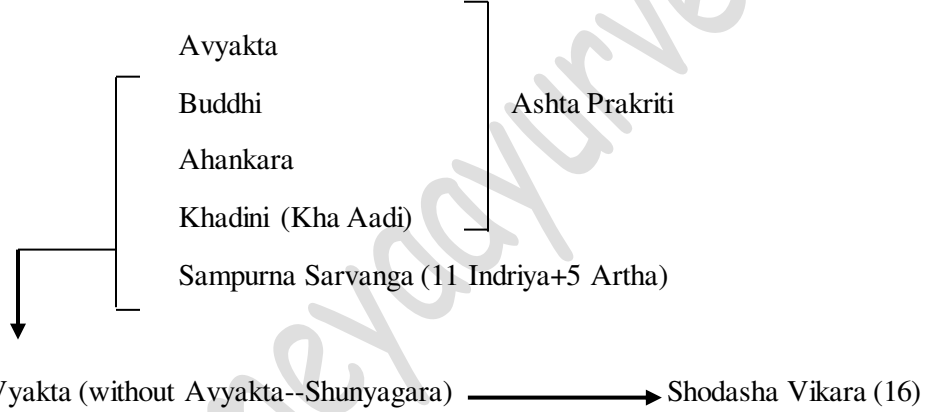 Avyakta
Buddhi Ashta Prakriti
Ahankara
Khadini (Kha Aadi)
Sampurna Sarvanga (11 Indriya+5 Artha)
Vyakta (without Avyakta--Shunyagara) Shodasha Vikara (16)